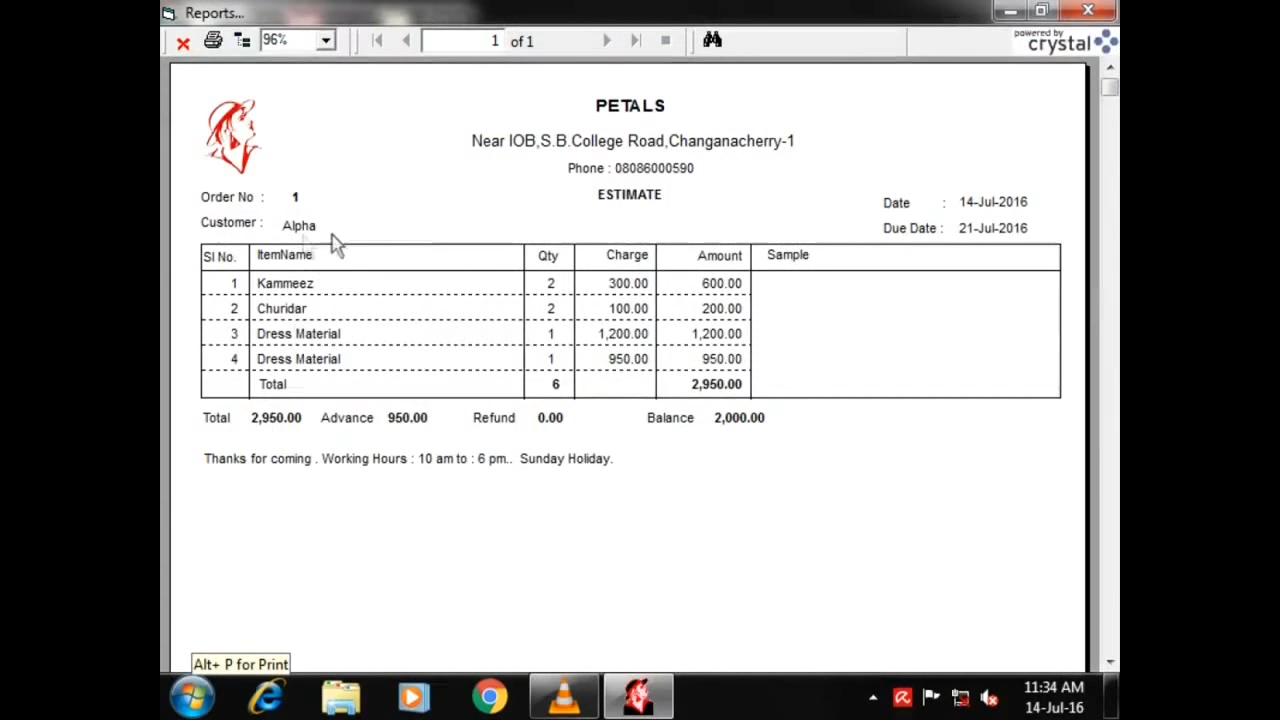 Reports...
96% 1 of 1 powered by crystal
PETALS
Near IOB,S.B.College Road,Changanacherry-1
Phone : 08086000590
ESTIMATE
Order No : 1
Date : 14-Jul-2016
Customer : Alpha
Due Date : 21-Jul-2016
Sl No. ItemName Qty Charge Amount Sample
1 Kammeez 2 300.00 600.00
2 Churidar 2 100.00 200.00
3 Dress Material 1 1,200.00 1,200.00
4 Dress Material 1 950.00 950.00
Total 6 2,950.00
Total 2,950.00 Advance 950.00 Refund 0.00 Balance 2,000.00
Thanks for coming . Working Hours : 10 am to : 6 pm.. Sunday Holiday.
Alt+ P for Print
11:34 AM
14-Jul-16